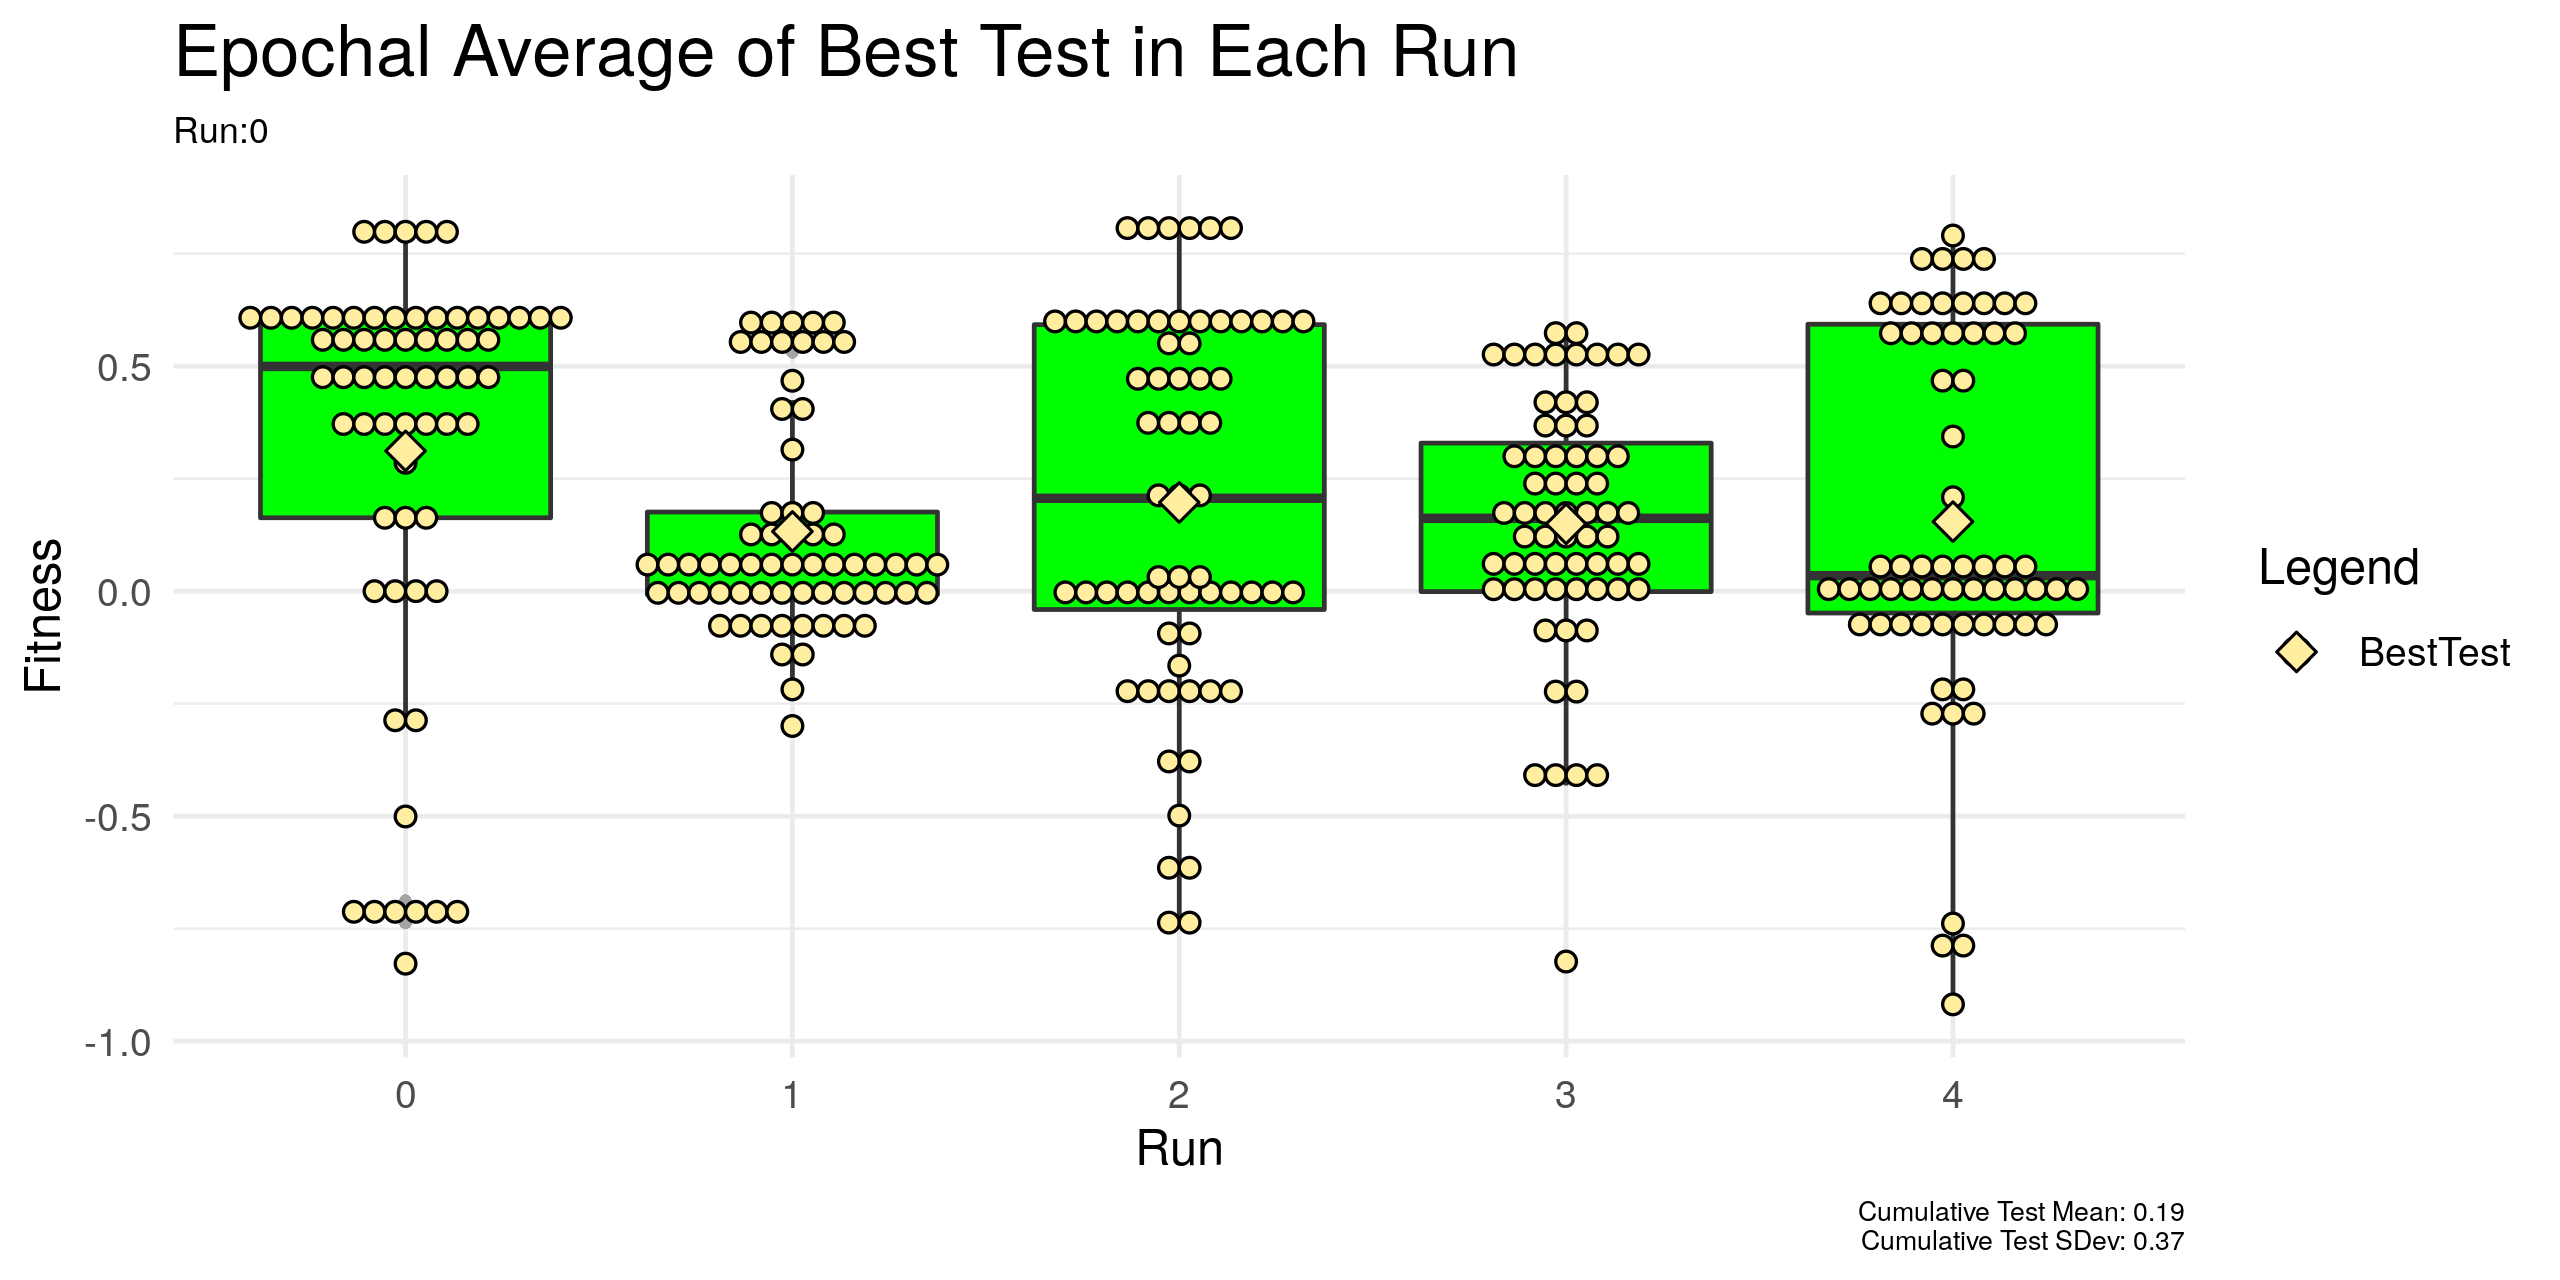 Epochal Average of Best Test in Each Run
Run:0
Fitness
0.5
0.0
-0.5
-1.0
0
1
2
3
4
Run
Legend
BestTest
Cumulative Test Mean: 0.19
Cumulative Test SDev: 0.37